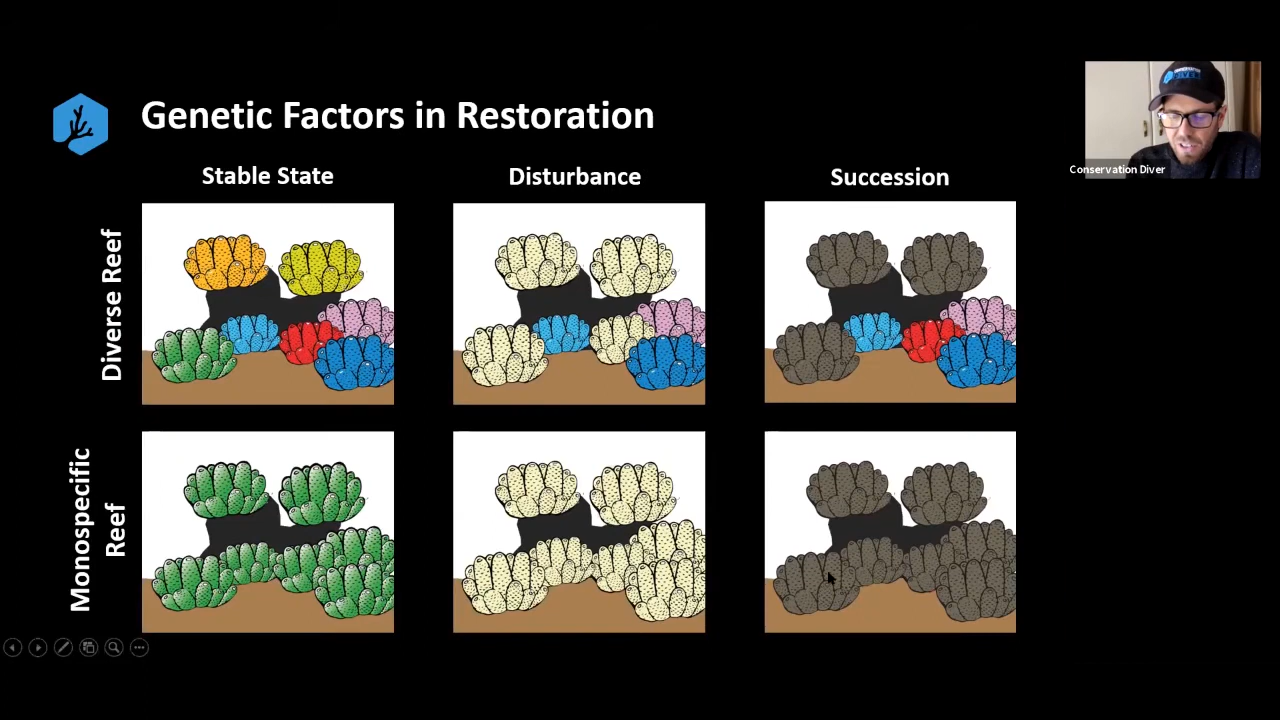 Genetic Factors in Restoration
Stable State
Disturbance
Succession
Conservation Diver
Diverse Reef
Monospecific
Reef